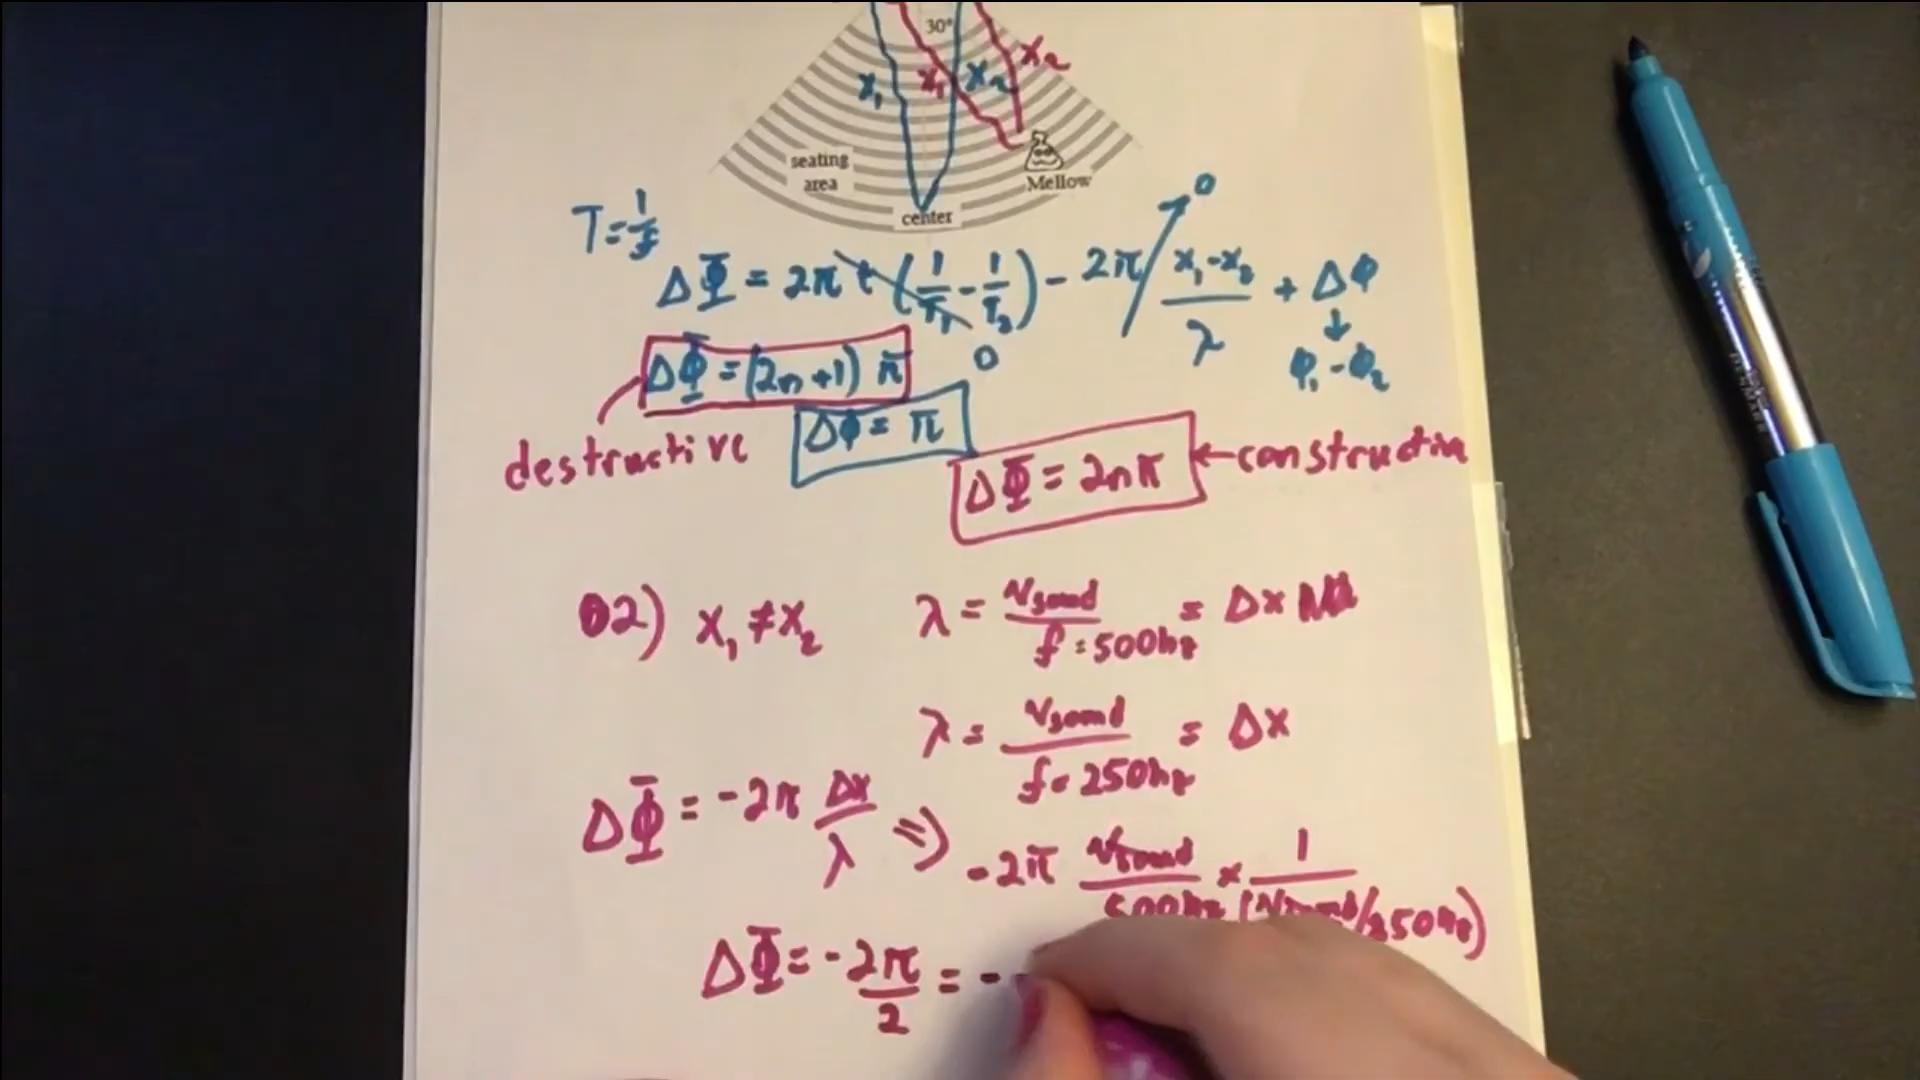 30°
x₁ x₁ x₂ x₂
seating
area
Mellow
center
T = 1/f
ΔΦ = 2π t (1/T₁ - 1/T₂) - 2π (x₁-x₂)/λ + Δϕ
0
0
ϕ₁ - ϕ₂
ΔΦ = (2n+1) π
destructive
Δϕ = π
ΔΦ = 2nπ
Q2) x₁ ≠ x₂
λ = Vsound / f = 500hz = Δx
λ = Vsound / f = 250hz = Δx
ΔΦ = -2π Δx/λ ⇒
-2π Vsound/500hz × 1/(Vsound/250hz)
ΔΦ = -2π/2 = -